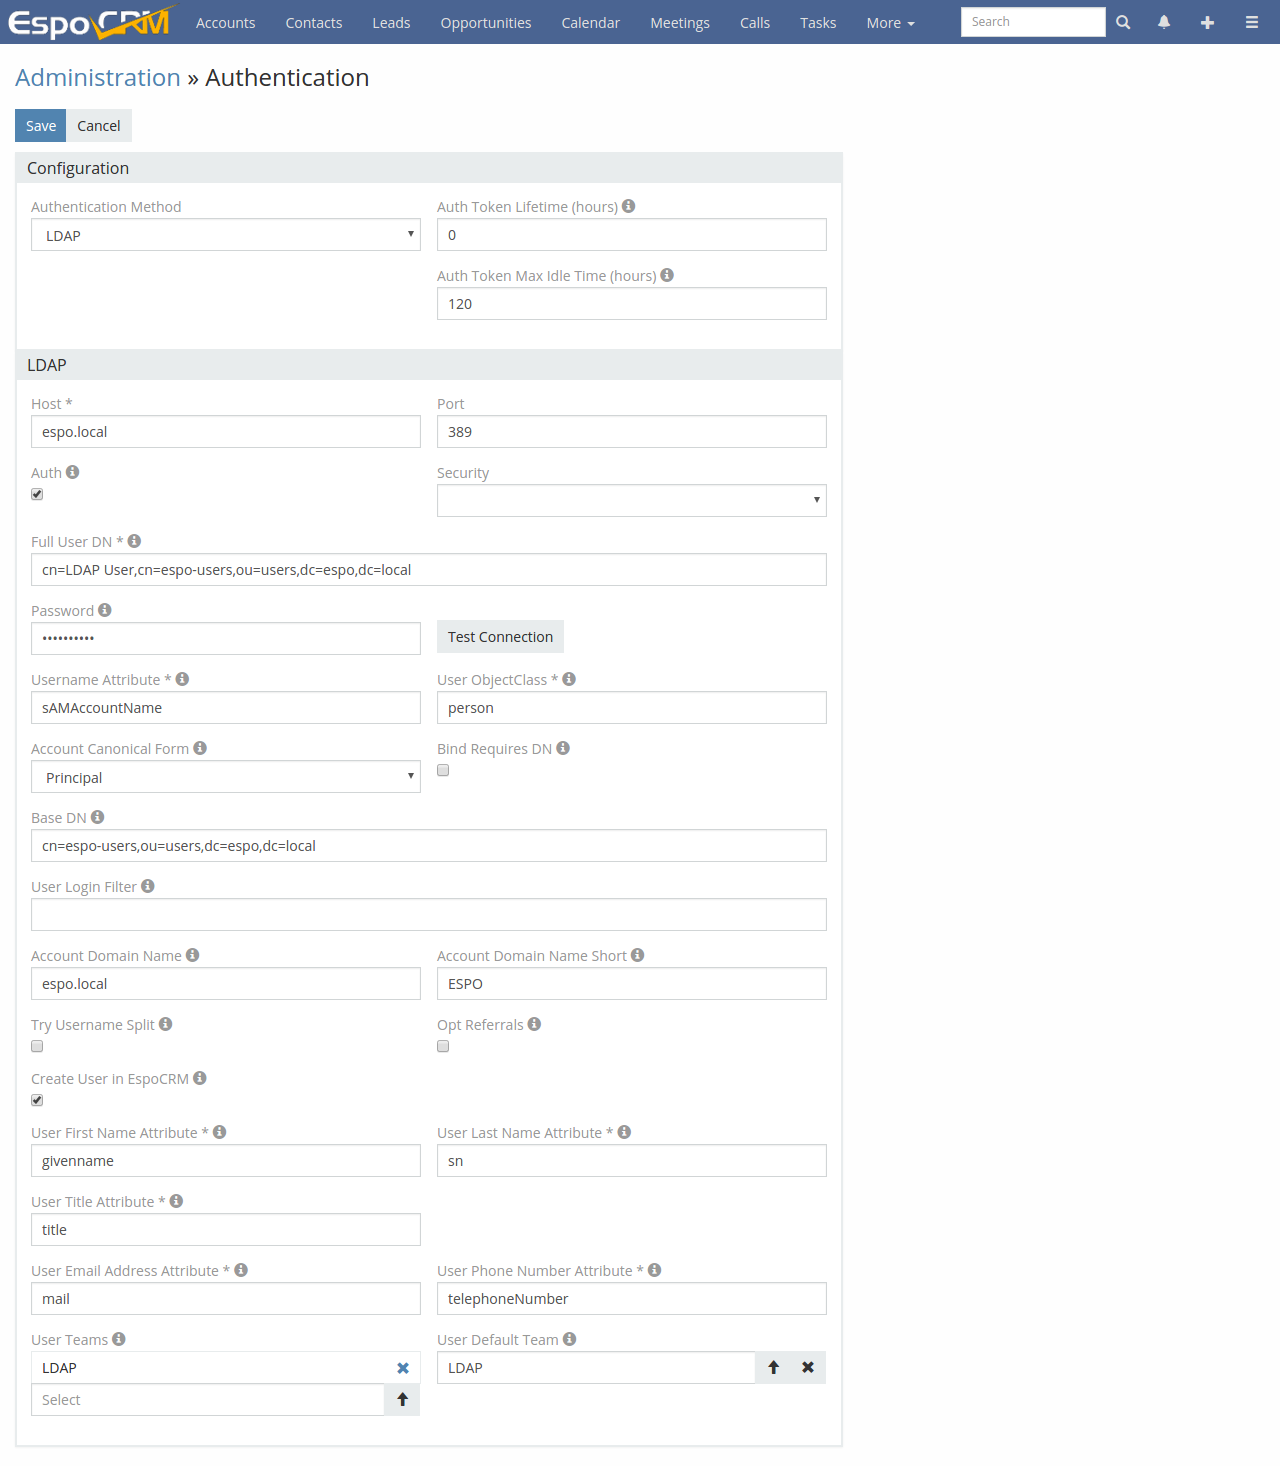 EspoCRM Accounts Contacts Leads Opportunities Calendar Meetings Calls Tasks More Search
Administration » Authentication
Save Cancel
Configuration
Authentication Method Auth Token Lifetime (hours)
LDAP 0
Auth Token Max Idle Time (hours)
120
LDAP
Host * Port
espo.local 389
Auth Security
Full User DN *
cn=LDAP User,cn=espo-users,ou=users,dc=espo,dc=local
Password
•••••••••• Test Connection
Username Attribute * User ObjectClass *
sAMAccountName person
Account Canonical Form Bind Requires DN
Principal
Base DN
cn=espo-users,ou=users,dc=espo,dc=local
User Login Filter
Account Domain Name Account Domain Name Short
espo.local ESPO
Try Username Split Opt Referrals
Create User in EspoCRM
User First Name Attribute * User Last Name Attribute *
givenname sn
User Title Attribute *
title
User Email Address Attribute * User Phone Number Attribute *
mail telephoneNumber
User Teams User Default Team
LDAP LDAP
Select